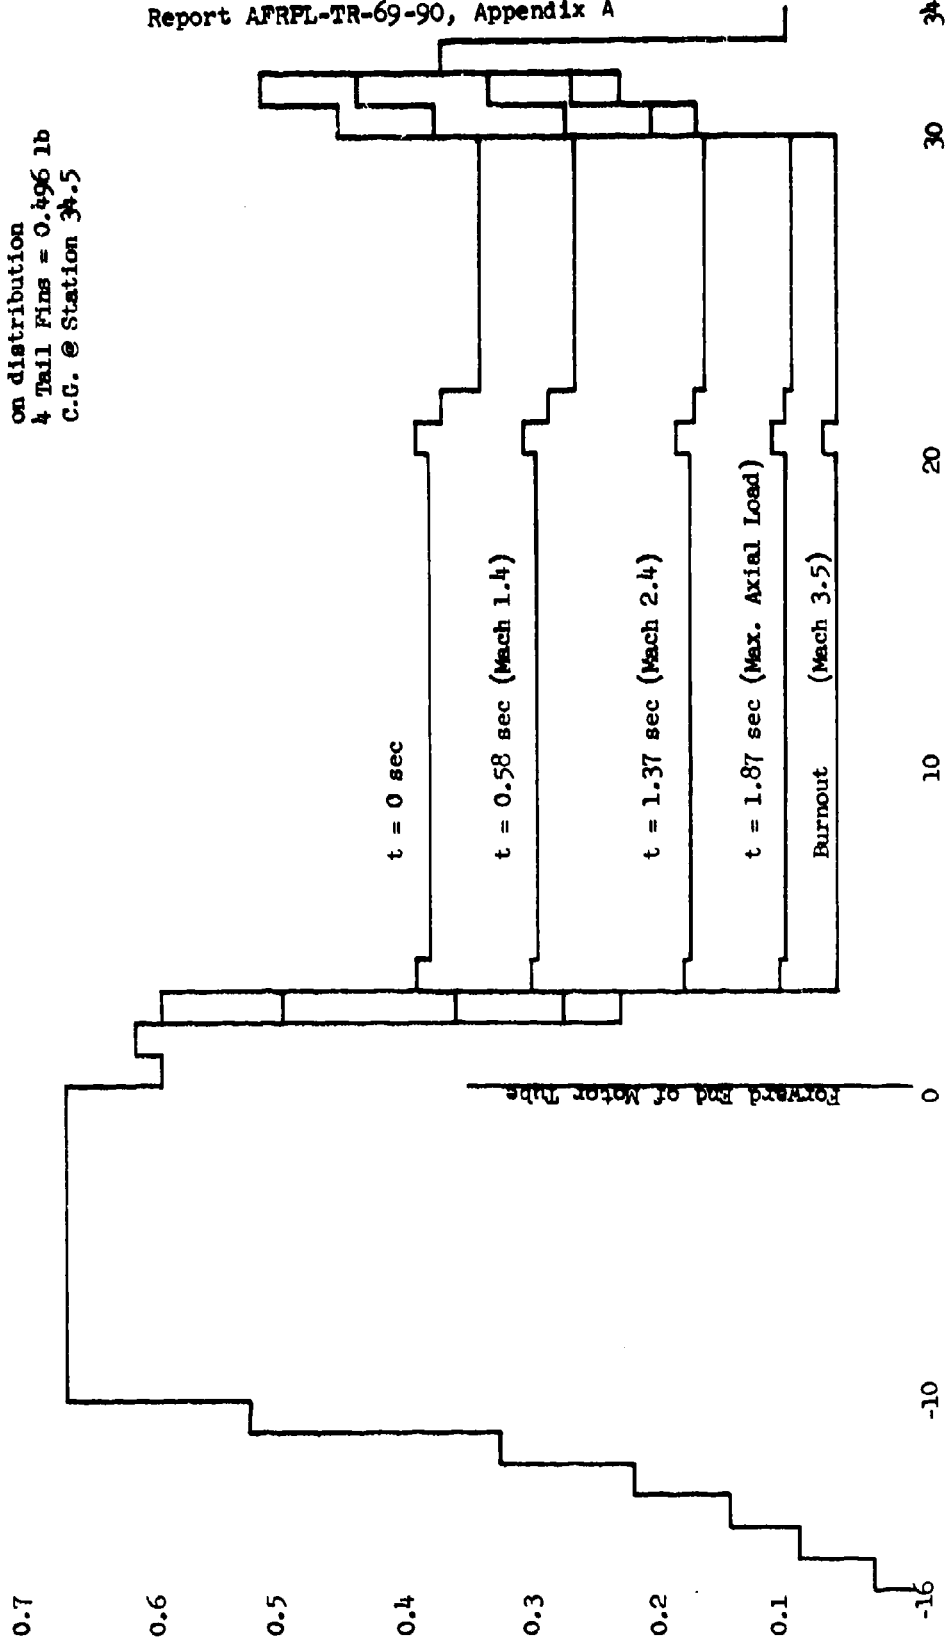 Report AFRPL-TR-69-90, Appendix A
on distribution
4 Tail Fins = 0.496 lb
C.G. @ Station 34.5
0.7
0.6
0.5
0.4
0.3
0.2
0.1
t = 0 sec
t = 0.58 sec (Mach 1.4)
t = 1.37 sec (Mach 2.4)
t = 1.87 sec (Max. Axial Load)
Burnout (Mach 3.5)
Forward End of Motor Tube
-16
-10
0
10
20
30
34